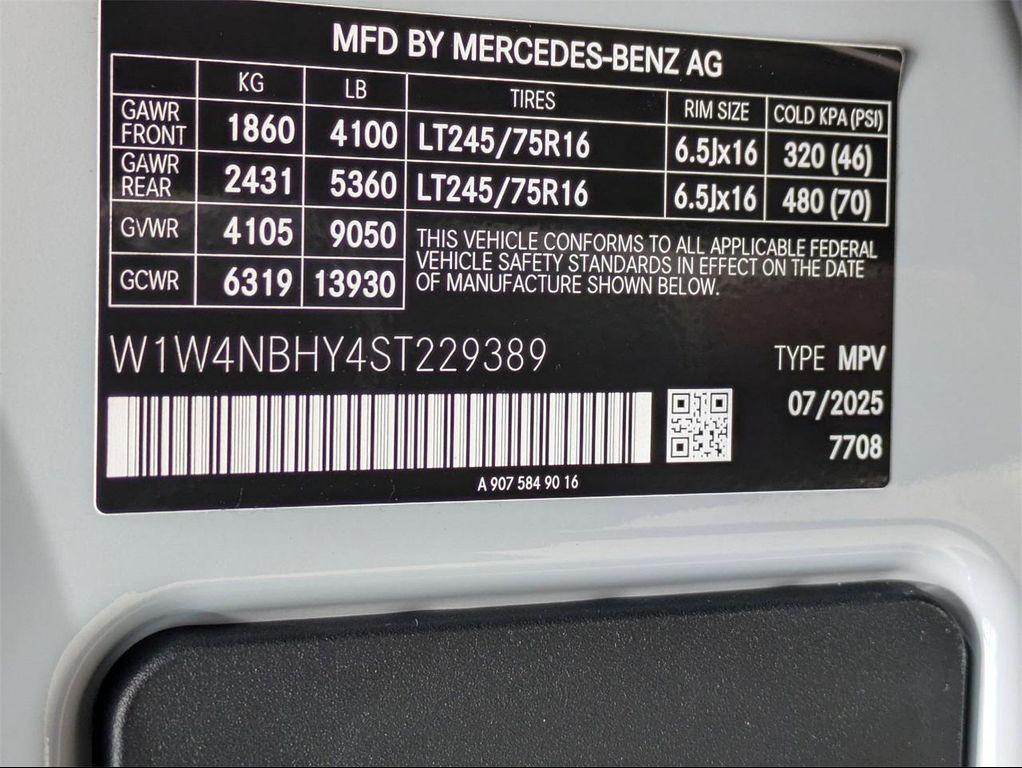 MFD BY MERCEDES-BENZ AG
KG LB TIRES RIM SIZE COLD KPA (PSI)
GAWR FRONT 1860 4100 LT245/75R16 6.5Jx16 320 (46)
GAWR REAR 2431 5360 LT245/75R16 6.5Jx16 480 (70)
GVWR 4105 9050
GCWR 6319 13930
THIS VEHICLE CONFORMS TO ALL APPLICABLE FEDERAL
VEHICLE SAFETY STANDARDS IN EFFECT ON THE DATE
OF MANUFACTURE SHOWN BELOW.
W1W4NBHY4ST229389
TYPE MPV
07/2025
7708
A 907 584 90 16